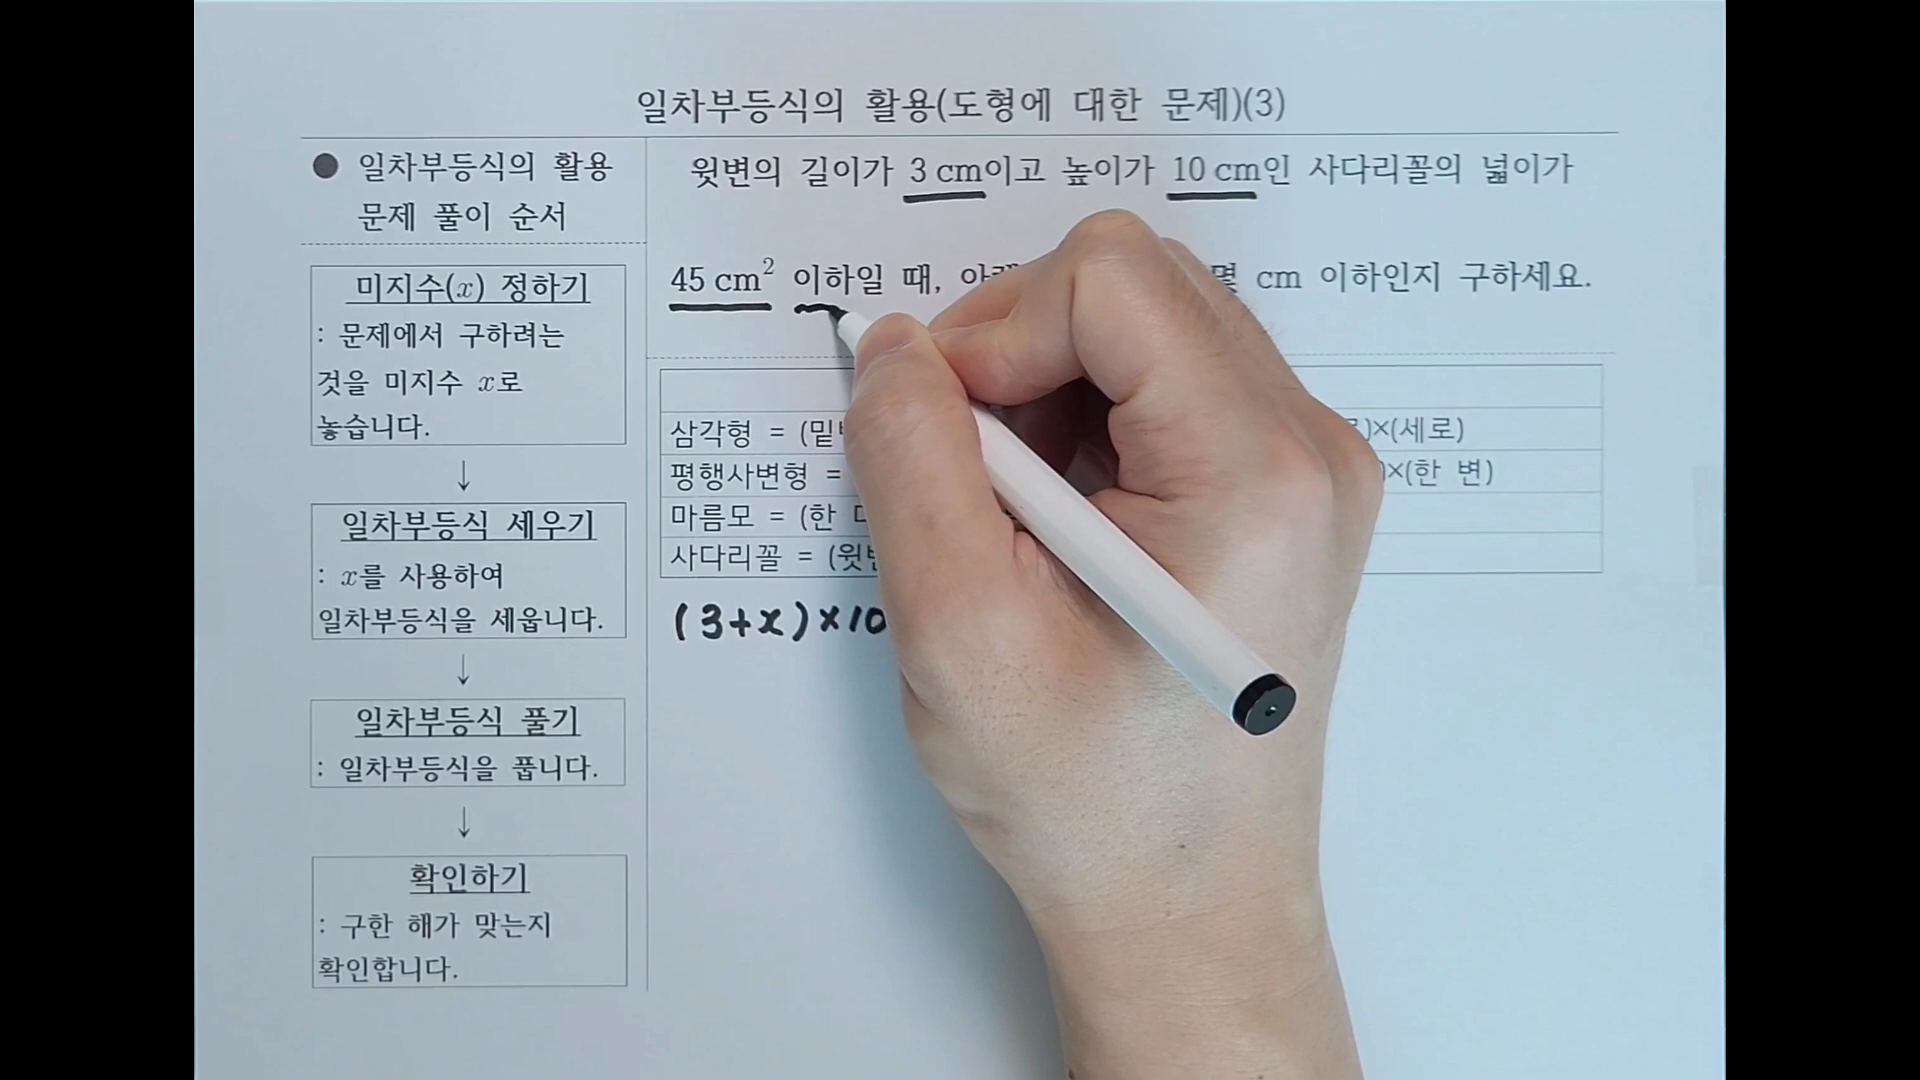 일차부등식의 활용(도형에 대한 문제)(3)
● 일차부등식의 활용
문제 풀이 순서
미지수(x) 정하기
: 문제에서 구하려는
것을 미지수 x로
놓습니다.
↓
일차부등식 세우기
: x를 사용하여
일차부등식을 세웁니다.
↓
일차부등식 풀기
: 일차부등식을 풉니다.
↓
확인하기
: 구한 해가 맞는지
확인합니다.
윗변의 길이가 3 cm이고 높이가 10 cm인 사다리꼴의 넓이가
45 cm² 이하일 때, 몇 cm 이하인지 구하세요.
삼각형 = )×(세로)
평행사변형 = )×(한 변)
마름모 = (한
사다리꼴 =
(3+x)×10